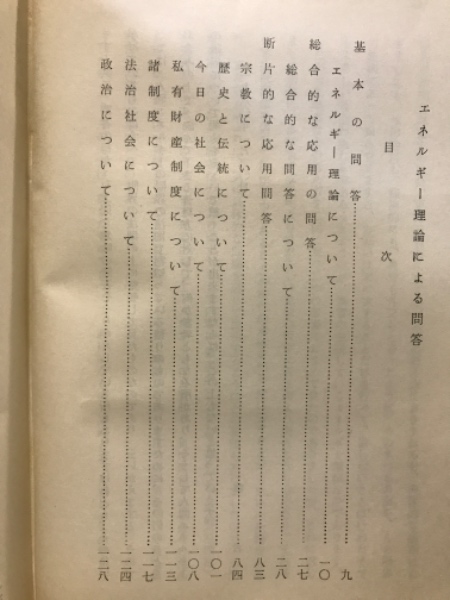 エネルギー理論による問答
目次
基本の問答……九
エネルギー理論について……一〇
総合的な応用の問答……二七
総合的な問答について……二八
断片的な応用問答……八三
宗教について……八四
歴史と伝統について……一〇一
今日の社会について……一〇八
私有財産制度について……一一三
諸制度について……一一七
法治社会について……一二四
政治について……一二八